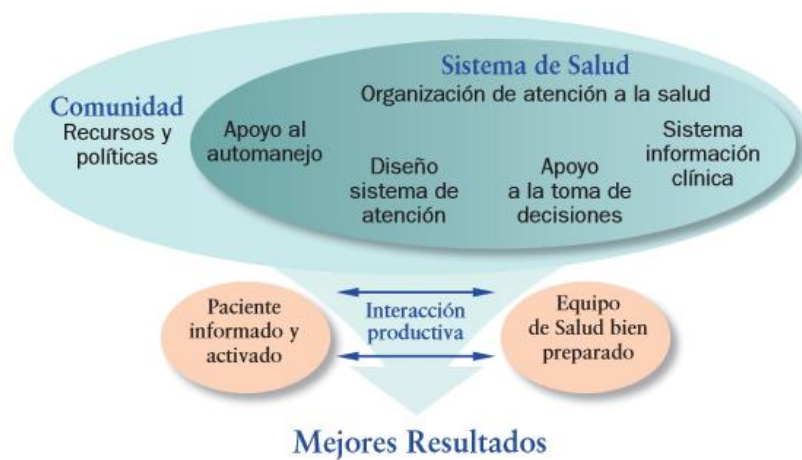 Sistema de Salud
Organización de atención a la salud
Comunidad
Recursos y
políticas
Apoyo al
automanejo
Diseño
sistema de
atención
Apoyo
a la toma de
decisiones
Sistema
información
clínica
Paciente
informado y
activado
Interacción
productiva
Equipo
de Salud bien
preparado
Mejores Resultados